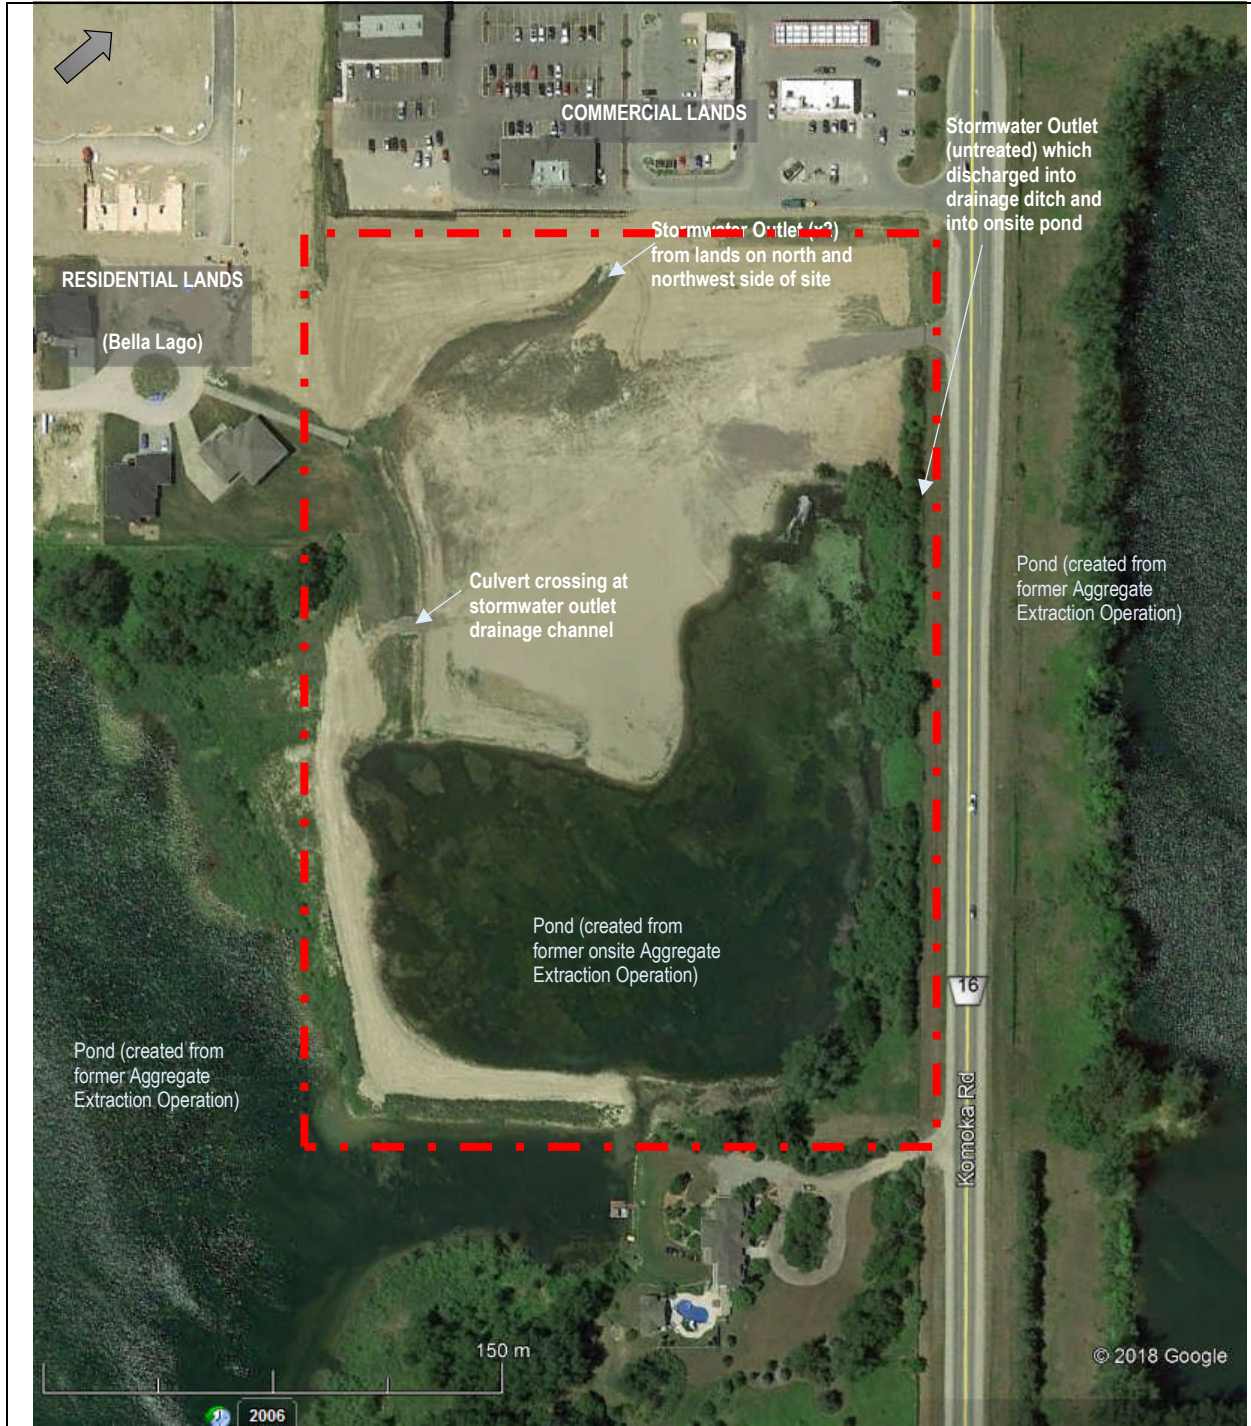 COMMERCIAL LANDS
Stormwater Outlet
(untreated) which
discharged into
drainage ditch and
into onsite pond
Stormwater Outlet (x2)
from lands on north and
northwest side of site
RESIDENTIAL LANDS
(Bella Lago)
Culvert crossing at
stormwater outlet
drainage channel
Pond (created from
former Aggregate
Extraction Operation)
Pond (created from
former onsite Aggregate
Extraction Operation)
16
Pond (created from
former Aggregate
Extraction Operation)
Komoka Rd
150 m
© 2018 Google
2006